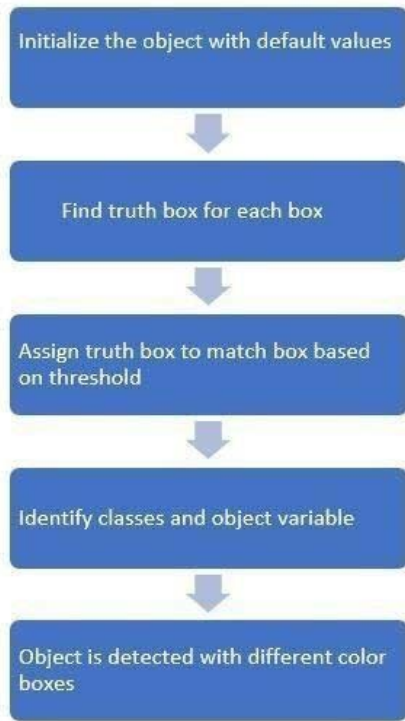 Initialize the object with default values
Find truth box for each box
Assign truth box to match box based
on threshold
Identify classes and object variable
Object is detected with different color
boxes